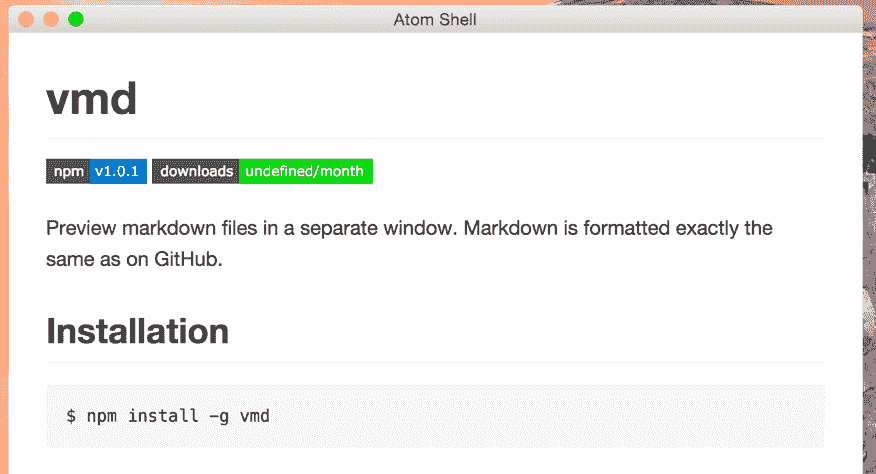 Atom Shell
vmd
npm v1.0.1 downloads undefined/month
Preview markdown files in a separate window. Markdown is formatted exactly the
same as on GitHub.
Installation
$ npm install -g vmd